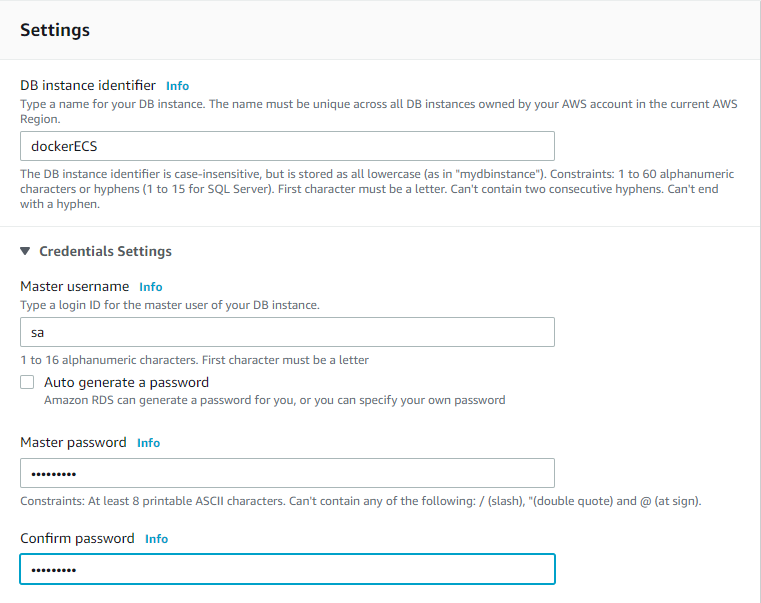 Settings
DB instance identifier Info
Type a name for your DB instance. The name must be unique across all DB instances owned by your AWS account in the current AWS
Region.
dockerECS
The DB instance identifier is case-insensitive, but is stored as all lowercase (as in "mydbinstance"). Constraints: 1 to 60 alphanumeric
characters or hyphens (1 to 15 for SQL Server). First character must be a letter. Can't contain two consecutive hyphens. Can't end
with a hyphen.
Credentials Settings
Master username Info
Type a login ID for the master user of your DB instance.
sa
1 to 16 alphanumeric characters. First character must be a letter
Auto generate a password
Amazon RDS can generate a password for you, or you can specify your own password
Master password Info
•••••••••
Constraints: At least 8 printable ASCII characters. Can't contain any of the following: / (slash), "(double quote) and @ (at sign).
Confirm password Info
•••••••••